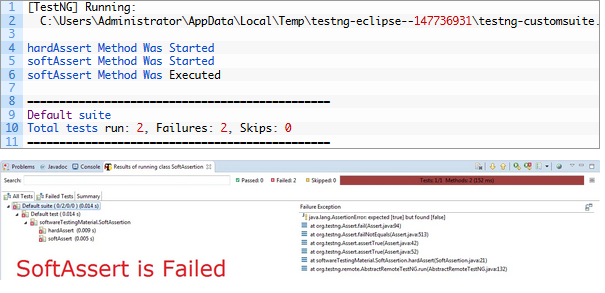 1 [TestNG] Running:
2 C:\Users\Administrator\AppData\Local\Temp\testng-eclipse--147736931\testng-customsuite.
3
4 hardAssert Method Was Started
5 softAssert Method Was Started
6 softAssert Method Was Executed
7
8 ===============================================
9 Default suite
10 Total tests run: 2, Failures: 2, Skips: 0
11 ===============================================
Problems Javadoc Console Results of running class SoftAssertion
Search: Passed: 0 Failed: 2 Skipped: 0 Tests: 1/1 Methods: 2 (152 ms)
All Tests Failed Tests Summary
Failure Exception
Default suite ( 0/2/0/0 ) (0.014 s)
Default test ( 0.014 s)
softwareTestingMaterial.SoftAssertion
hardAssert (0.009 s)
softAssert (0.005 s)
java.lang.AssertionError: expected [true] but found [false]
at org.testng.Assert.fail(Assert.java:94)
at org.testng.Assert.failNotEquals(Assert.java:513)
at org.testng.Assert.assertTrue(Assert.java:42)
at org.testng.Assert.assertTrue(Assert.java:52)
at softwareTestingMaterial.SoftAssertion.hardAssert(SoftAssertion.java:21)
at org.testng.remote.AbstractRemoteTestNG.run(AbstractRemoteTestNG.java:132)
SoftAssert is Failed